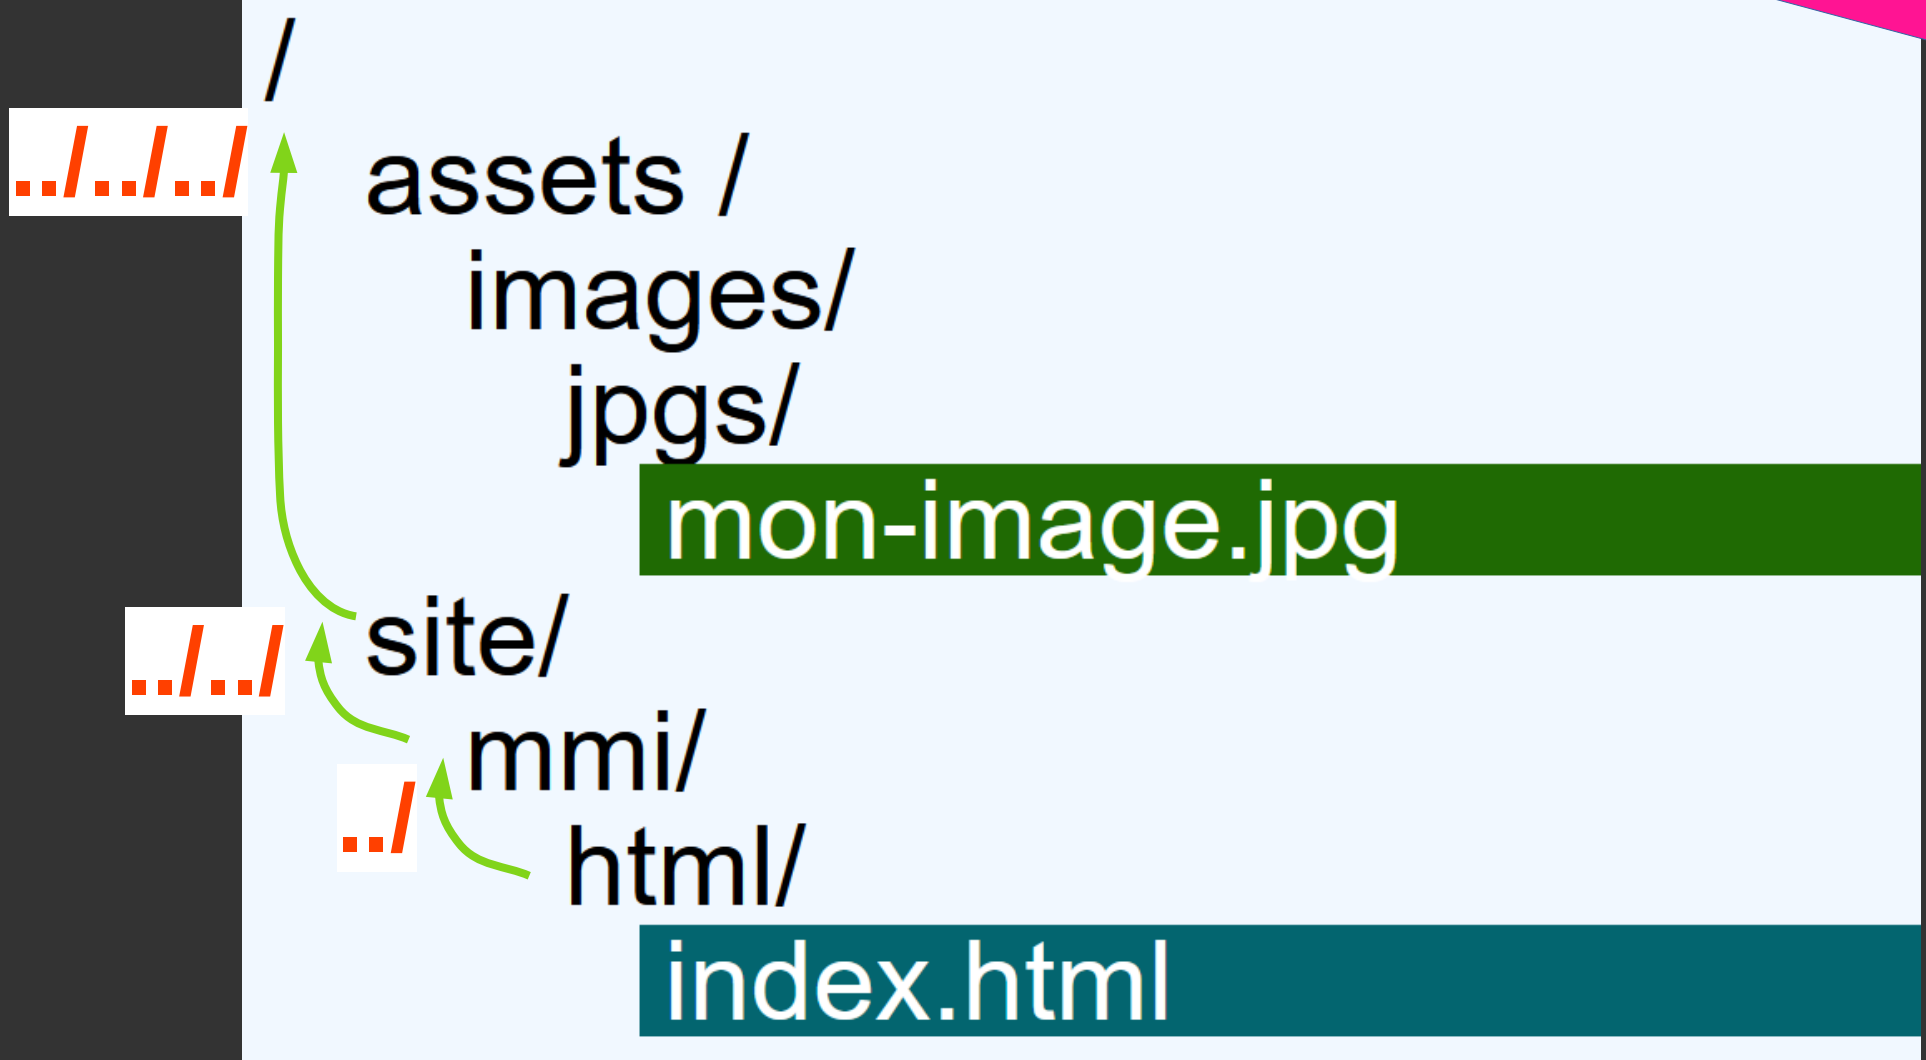 /
../../../
assets /
images/
jpgs/
mon-image.jpg
site/
../../
mmi/
../
html/
index.html